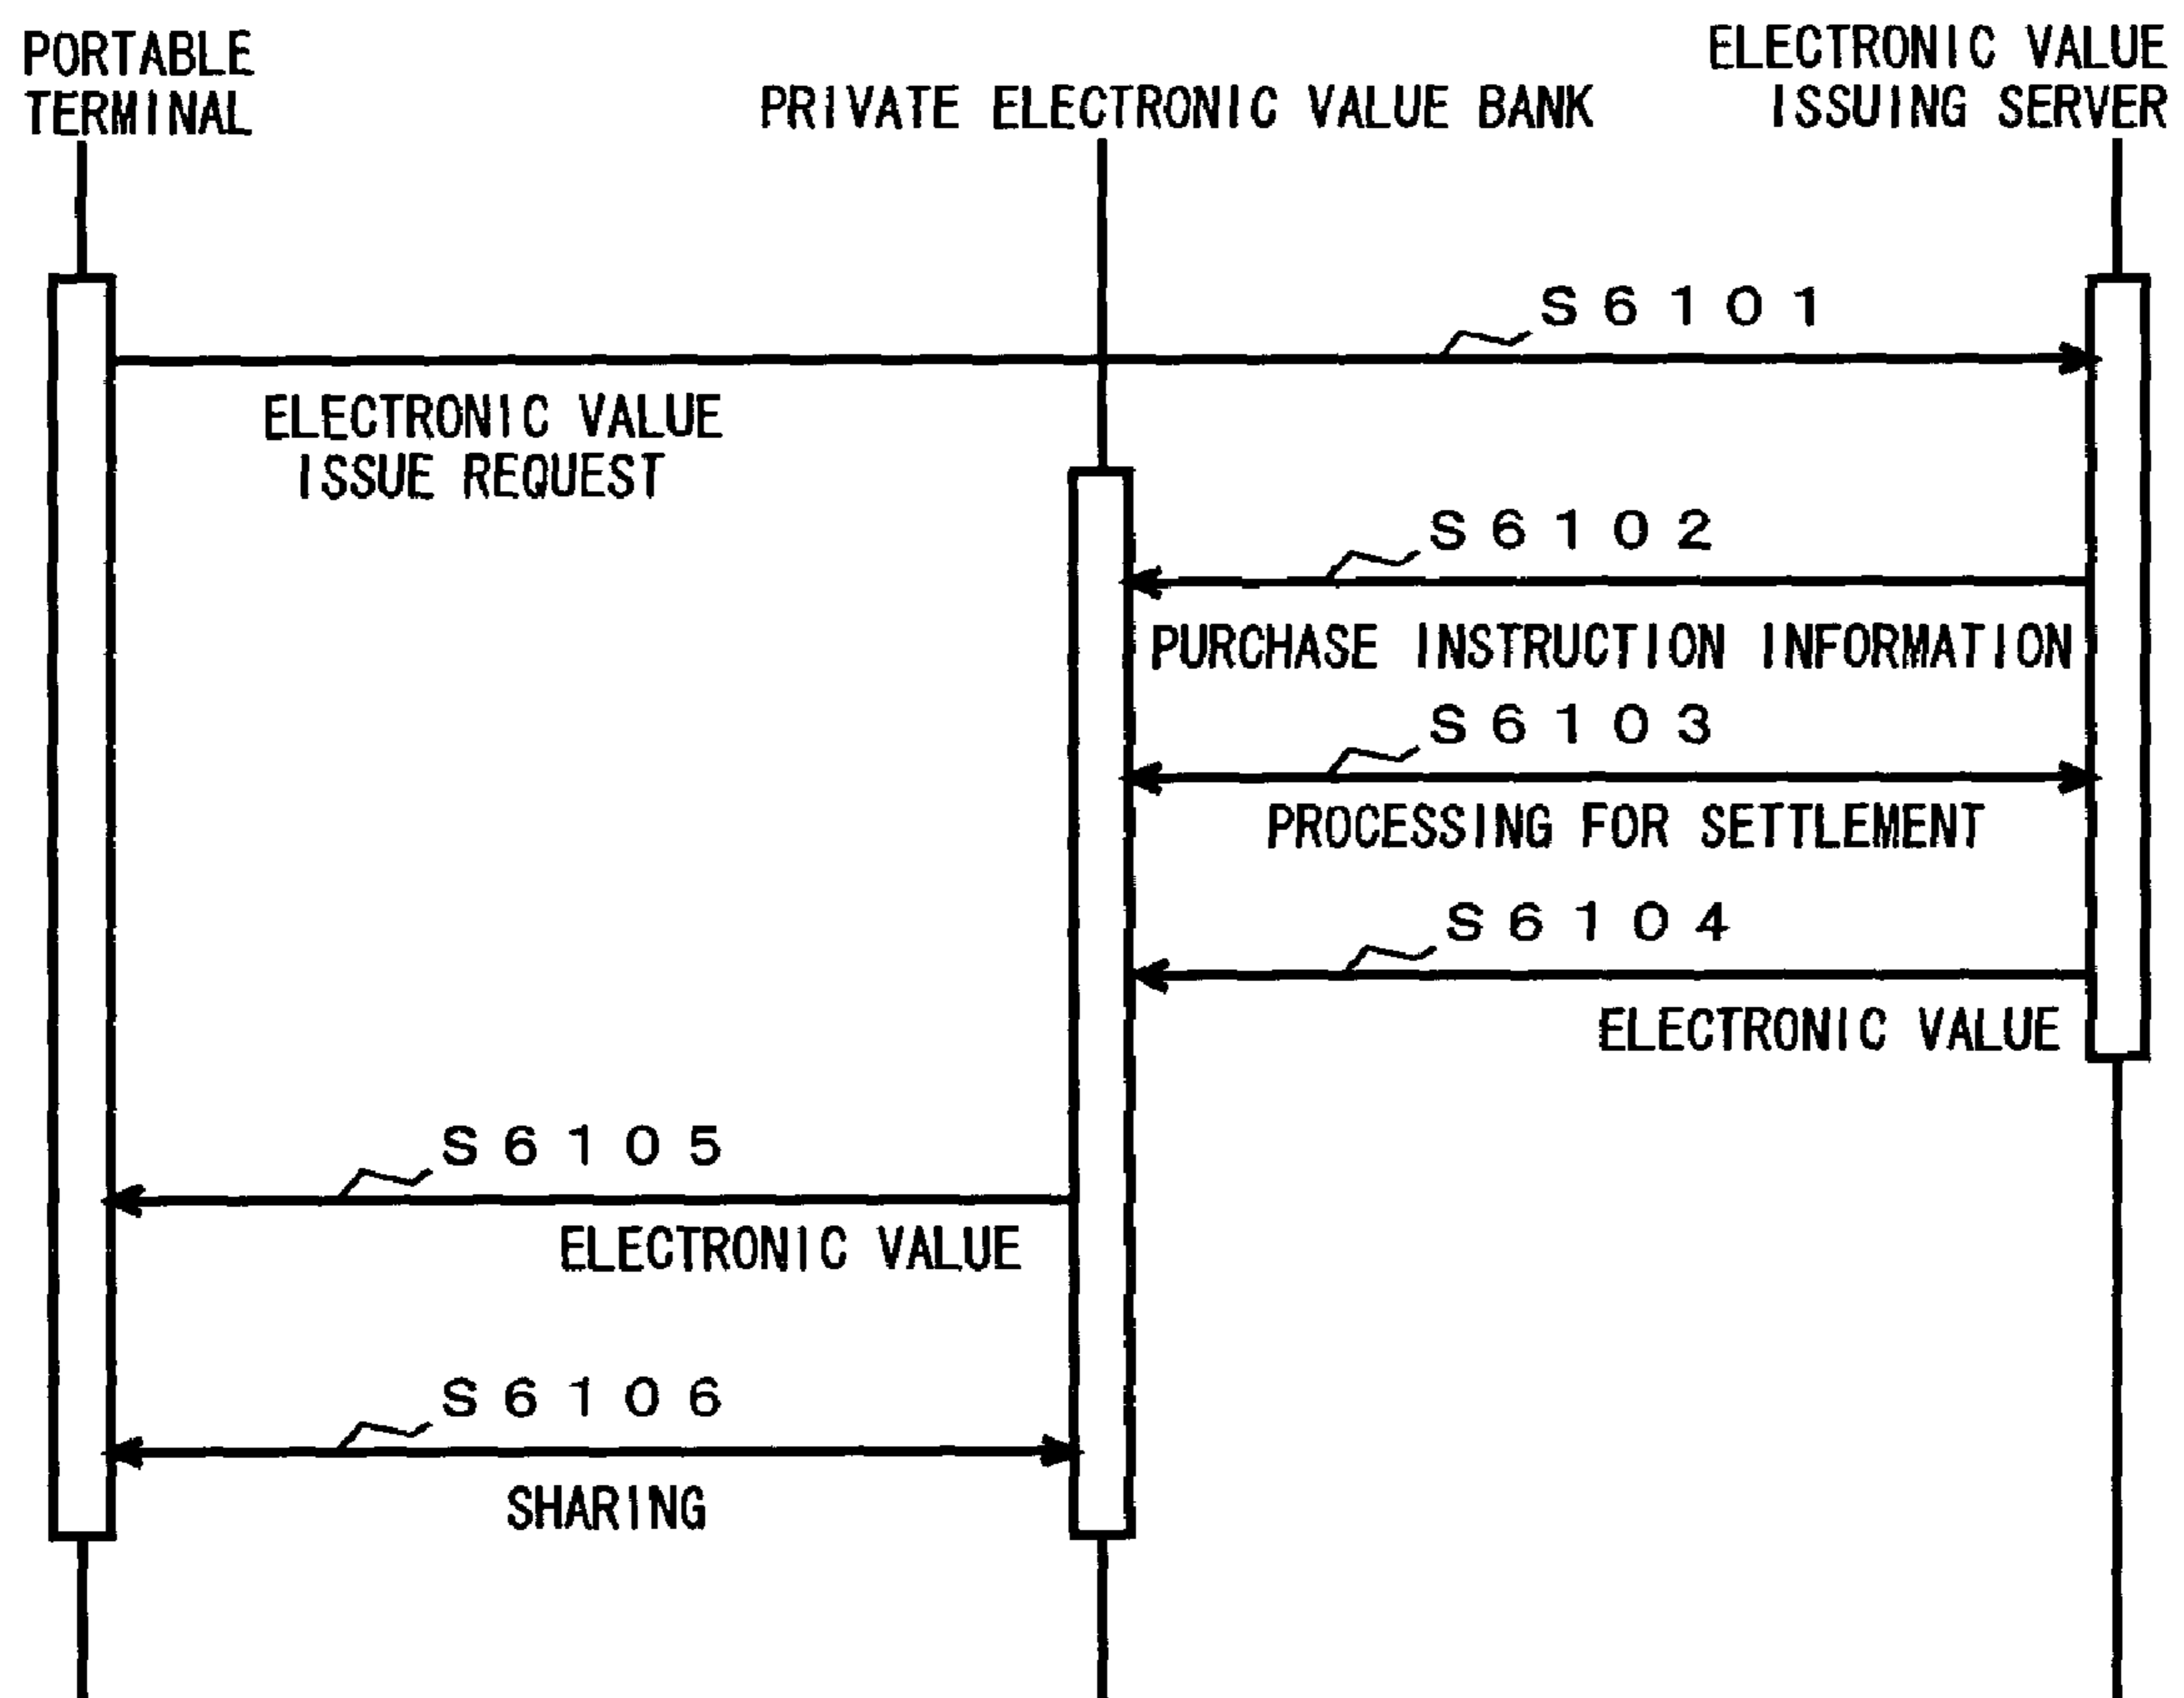 PORTABLE
TERMINAL
PRIVATE ELECTRONIC VALUE BANK
ELECTRONIC VALUE
ISSUING SERVER
S6101
ELECTRONIC VALUE
ISSUE REQUEST
S6102
PURCHASE INSTRUCTION INFORMATION
S6103
PROCESSING FOR SETTLEMENT
S6104
ELECTRONIC VALUE
S6105
ELECTRONIC VALUE
S6106
SHARING